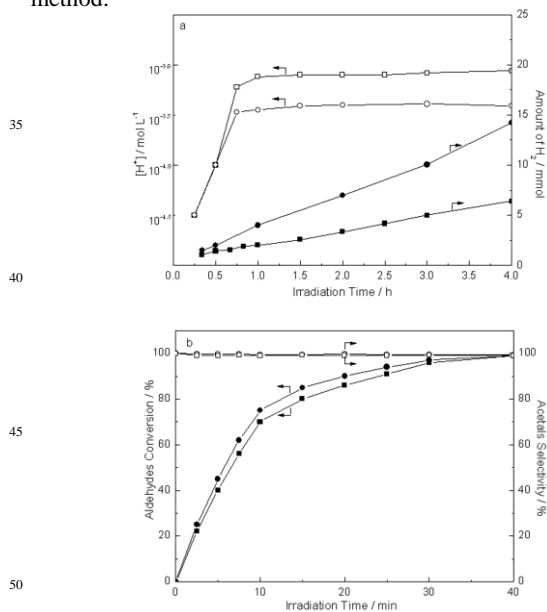 method.
a
25
20
15
10
5
0
10^-3.0
10^-3.5
10^-4.0
10^-4.5
35
40
[H⁺] / mol L⁻¹
Amount of H₂ / mmol
0.0 0.5 1.0 1.5 2.0 2.5 3.0 3.5 4.0
Irradiation Time / h
b
100
80
60
40
20
0
100
80
60
40
20
0
45
50
Aldehydes Conversion / %
Acetals Selectivity / %
0 10 20 30 40
Irradiation Time / min